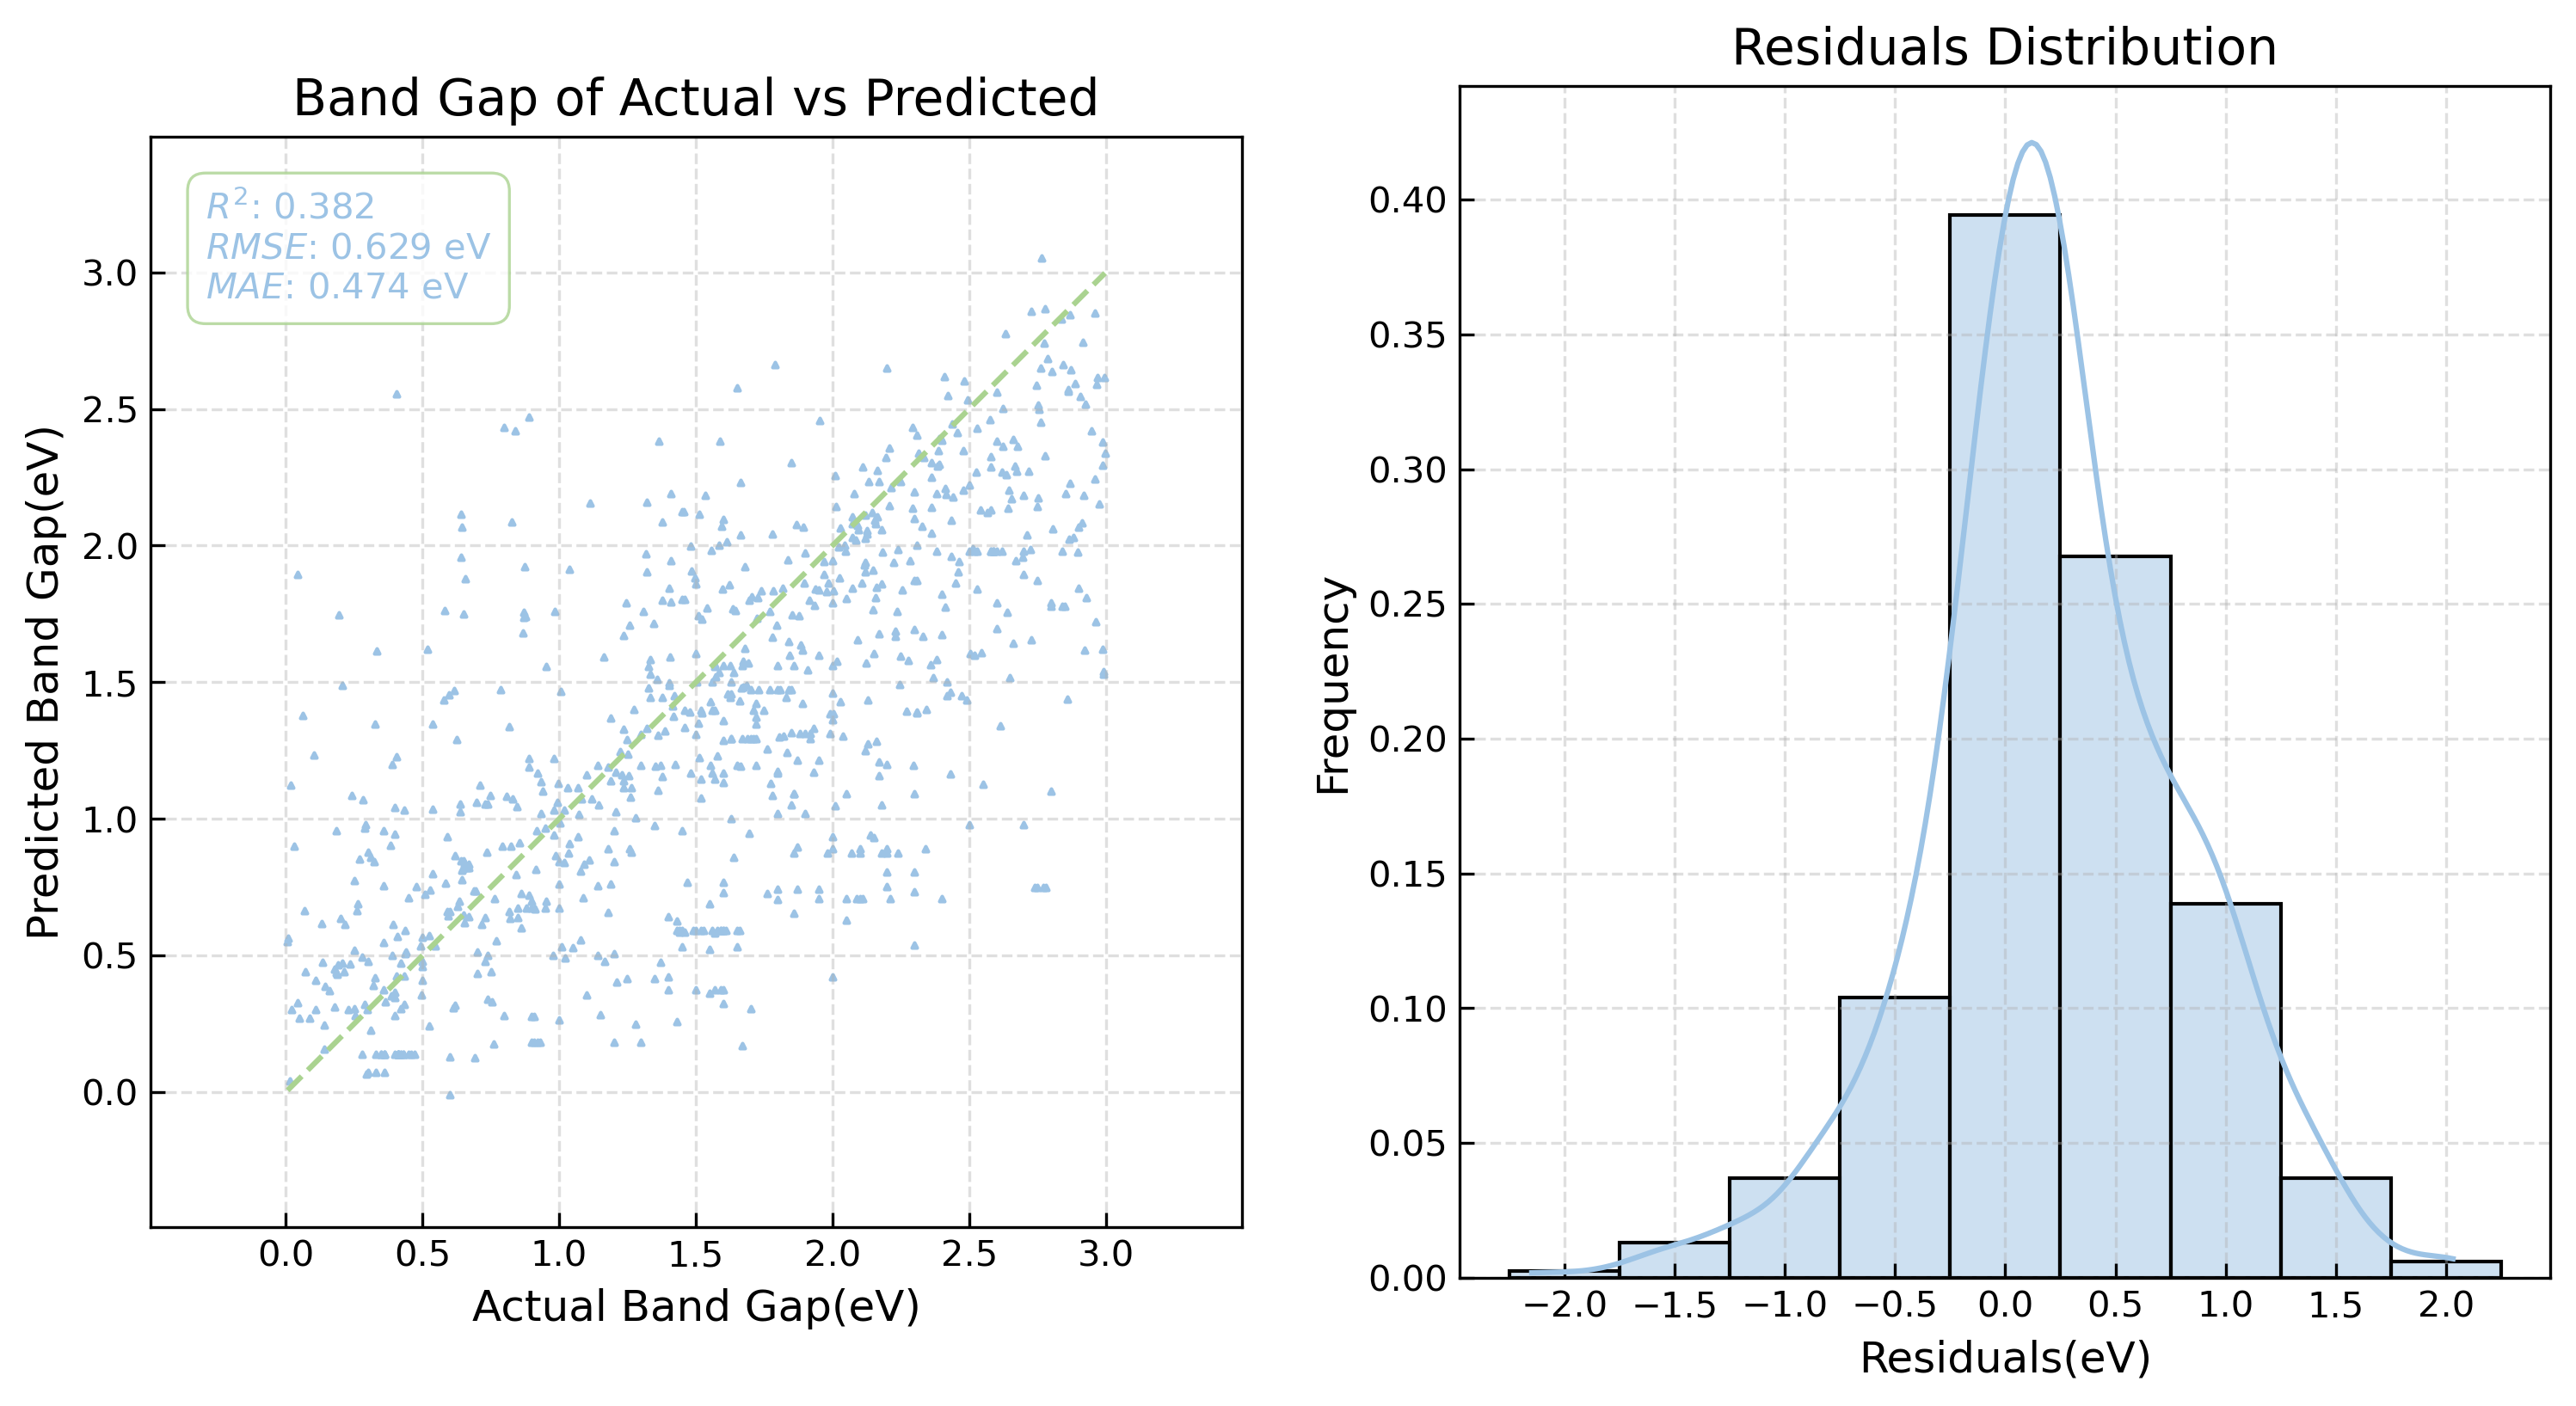 Band Gap of Actual vs Predicted
R²: 0.382
RMSE: 0.629 eV
MAE: 0.474 eV
Predicted Band Gap(eV)
3.0
2.5
2.0
1.5
1.0
0.5
0.0
0.0 0.5 1.0 1.5 2.0 2.5 3.0
Actual Band Gap(eV)
Residuals Distribution
Frequency
0.40
0.35
0.30
0.25
0.20
0.15
0.10
0.05
0.00
−2.0 −1.5 −1.0 −0.5 0.0 0.5 1.0 1.5 2.0
Residuals(eV)